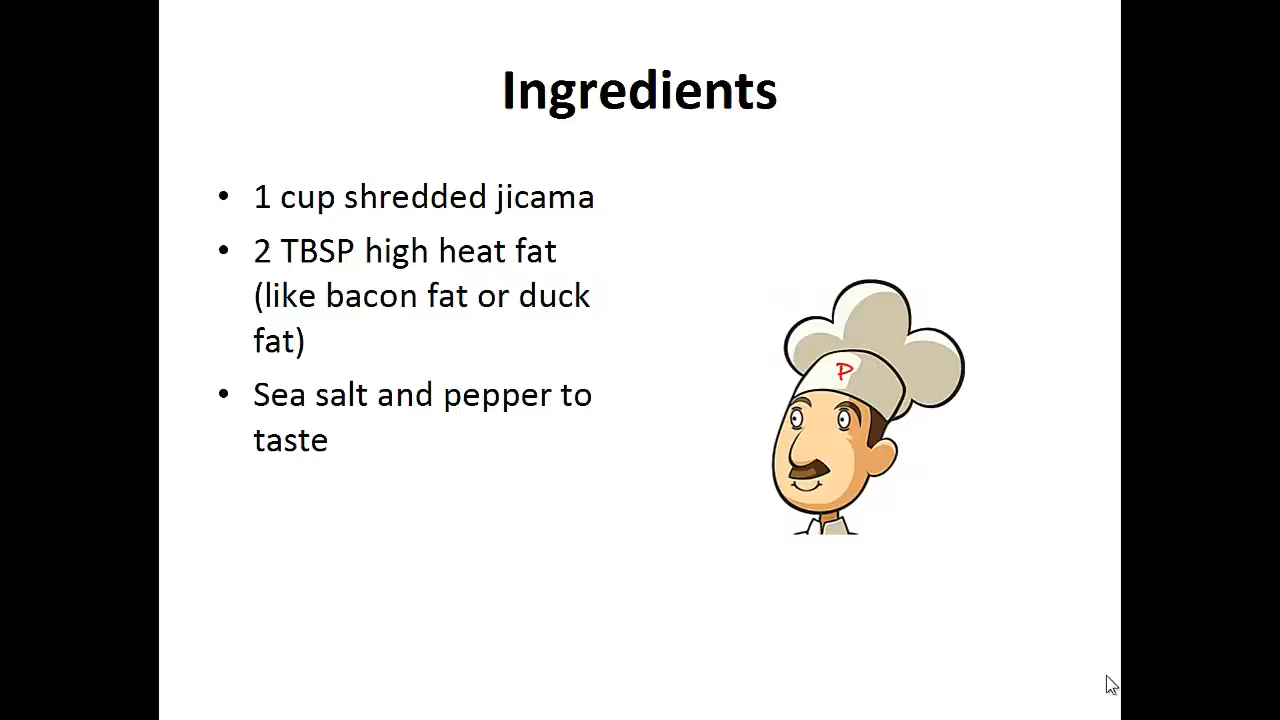 Ingredients
• 1 cup shredded jicama
• 2 TBSP high heat fat
(like bacon fat or duck
fat)
• Sea salt and pepper to
taste
P